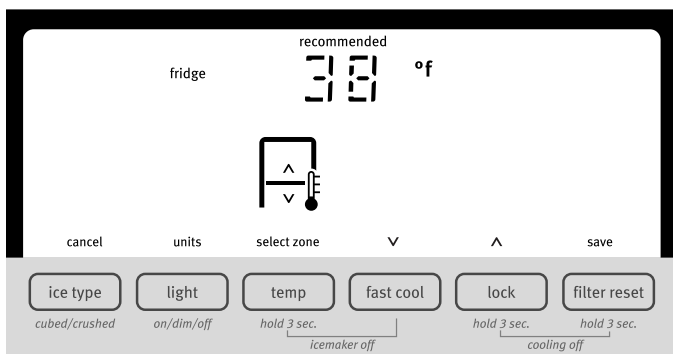 recommended
fridge 38 °f
cancel units select zone ∨ ∧ save
ice type light temp fast cool lock filter reset
cubed/crushed on/dim/off hold 3 sec. hold 3 sec. hold 3 sec.
icemaker off cooling off